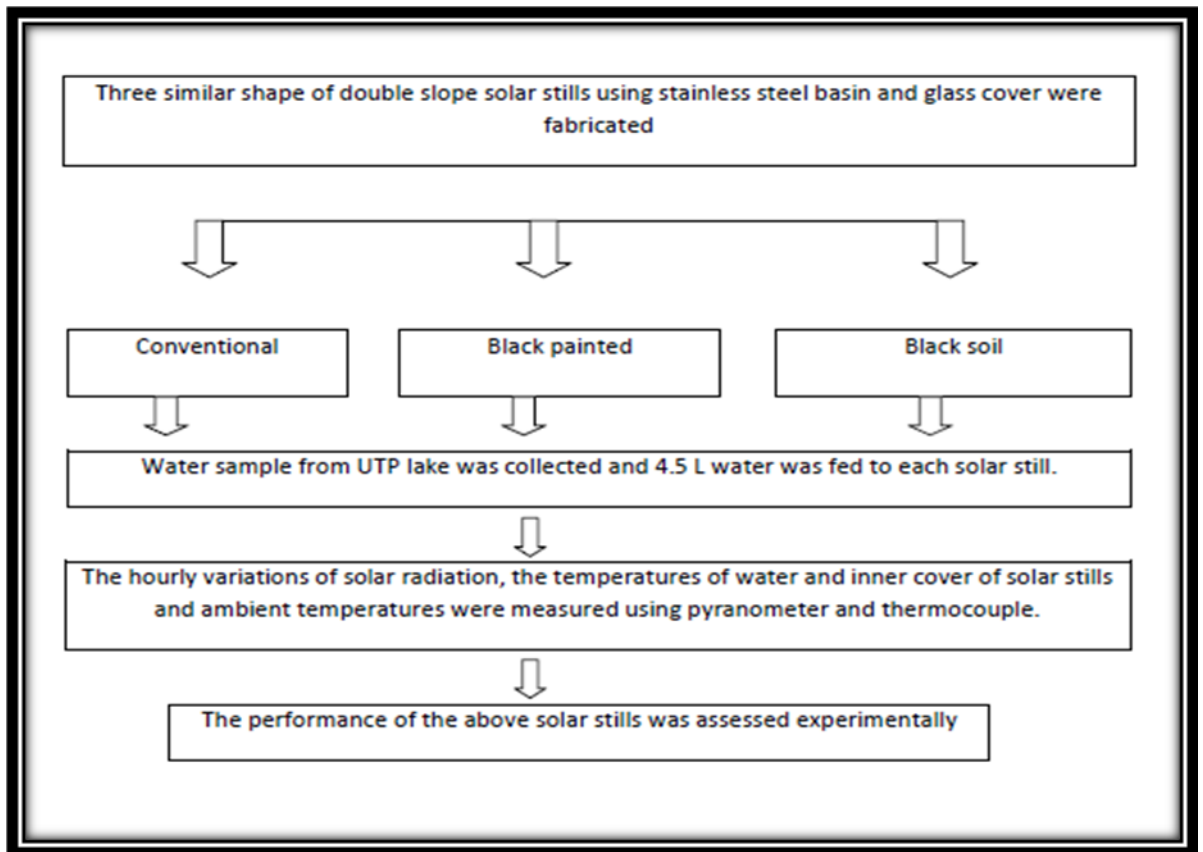 Three similar shape of double slope solar stills using stainless steel basin and glass cover were
fabricated
Conventional
Black painted
Black soil
Water sample from UTP lake was collected and 4.5 L water was fed to each solar still.
The hourly variations of solar radiation, the temperatures of water and inner cover of solar stills
and ambient temperatures were measured using pyranometer and thermocouple.
The performance of the above solar stills was assessed experimentally